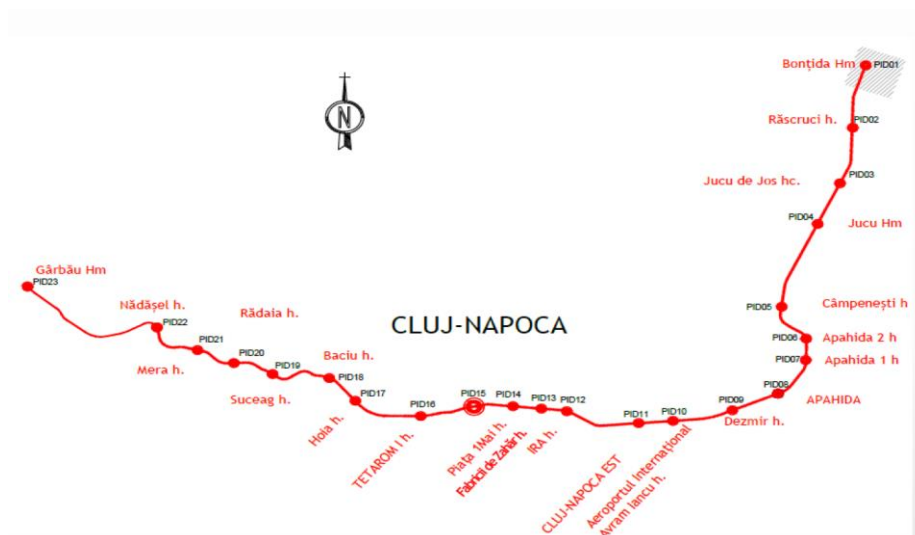 N
Bonțida Hm
PID01
Răscruci h.
PID02
Jucu de Jos hc.
PID03
PID04
Jucu Hm
Gârbău Hm
PID23
Nădășel h.
PID22
Rădaia h.
PID05
Câmpenești h
CLUJ-NAPOCA
PID06
Apahida 2 h
PID21
Mera h.
PID20
Baciu h.
PID07
Apahida 1 h
PID19
Suceag h.
PID18
PID17
PID08
APAHIDA
Hoia h.
PID16
TETAROM I h.
PID15
PID14
Piața 1Mai h.
PID13
Fabricii de Zahăr h.
PID12
IRA h.
PID11
CLUJ-NAPOCA EST
PID10
Aeroportul Internațional
Avram Iancu h.
PID09
Dezmir h.